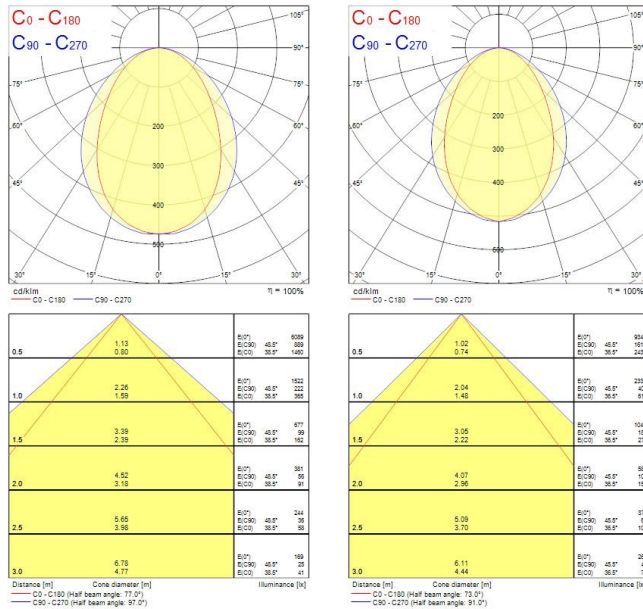 C0 - C180
C90 - C270
105°
90°
75°
75°
60°
60°
200
45°
300
45°
400
500
30°
15°
0°
15°
30°
cd/klm
η = 100%
C0 - C180
C90 - C270
0.5
1.13
0.80
E(0°) 6089
E(C90) 48.5° 889
E(C0) 38.5° 1460
1.0
2.26
1.59
E(0°) 1522
E(C90) 48.5° 222
E(C0) 38.5° 365
1.5
3.39
2.39
E(0°) 677
E(C90) 48.5° 99
E(C0) 38.5° 162
2.0
4.52
3.18
E(0°) 381
E(C90) 48.5° 56
E(C0) 38.5° 91
2.5
5.65
3.98
E(0°) 244
E(C90) 48.5° 36
E(C0) 38.5° 58
3.0
6.78
4.77
E(0°) 169
E(C90) 48.5° 25
E(C0) 38.5° 41
Distance [m]
Cone diameter [m]
Illuminance [lx]
C0 - C180 (Half beam angle: 77.0°)
C90 - C270 (Half beam angle: 97.0°)
C0 - C180
C90 - C270
105°
90°
75°
75°
60°
60°
200
300
45°
400
45°
600
30°
15°
0°
15°
30°
cd/klm
η = 100%
C0 - C180
C90 - C270
0.5
1.02
0.74
E(0°)
E(C90) 45.5°
E(C0) 36.5°
1.0
2.04
1.48
E(0°)
E(C90) 45.5°
E(C0) 36.5°
1.5
3.05
2.22
E(0°)
E(C90) 45.5°
E(C0) 36.5°
2.0
4.07
2.96
E(0°)
E(C90) 45.5°
E(C0) 36.5°
2.5
5.09
3.70
E(0°)
E(C90) 45.5°
E(C0) 36.5°
3.0
6.11
4.44
E(0°)
E(C90) 45.5°
E(C0) 36.5°
Distance [m]
Cone diameter [m]
Illuminance [lx]
C0 - C180 (Half beam angle: 73.0°)
C90 - C270 (Half beam angle: 91.0°)